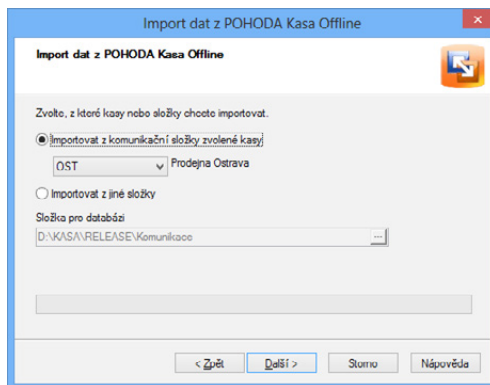 Import dat z POHODA Kasa Offline
Import dat z POHODA Kasa Offline
Zvolte, z které kasy nebo složky chcete importovat.
Importovat z komunikační složky zvolené kasy
OST Prodejna Ostrava
Importovat z jiné složky
Složka pro databázi
D:\KASA\RELEASE\Komunikace ...
< Zpět Další > Storno Nápověda